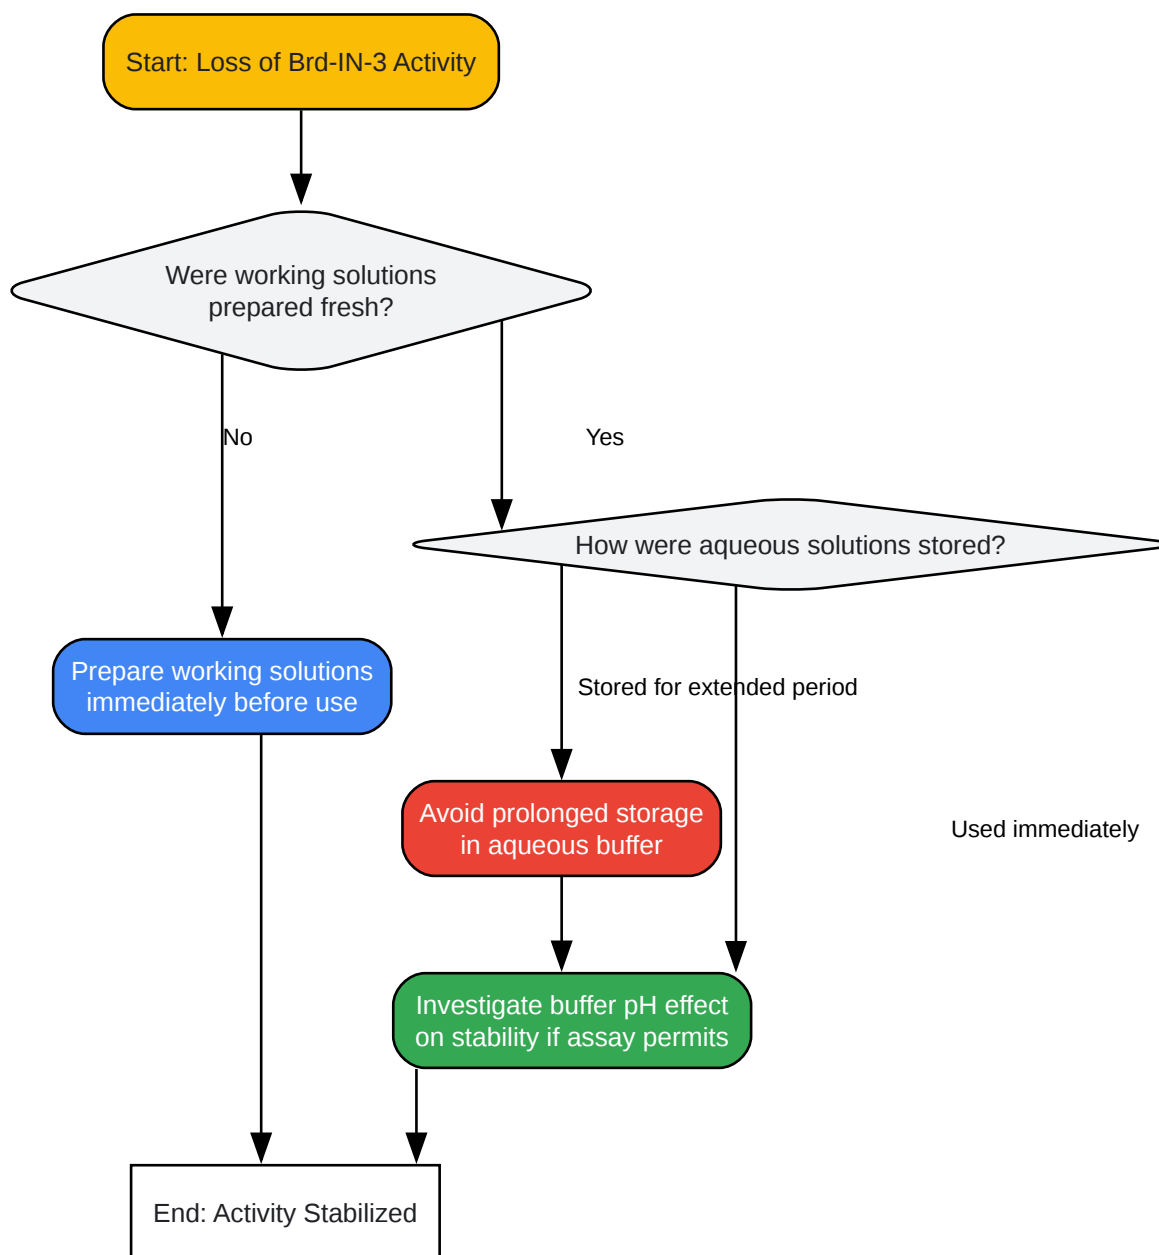 Start: Loss of Brd-IN-3 Activity
Were working solutions
prepared fresh?
No
Yes
How were aqueous solutions stored?
Prepare working solutions
immediately before use
Stored for extended period
Avoid prolonged storage
in aqueous buffer
Used immediately
Investigate buffer pH effect
on stability if assay permits
End: Activity Stabilized